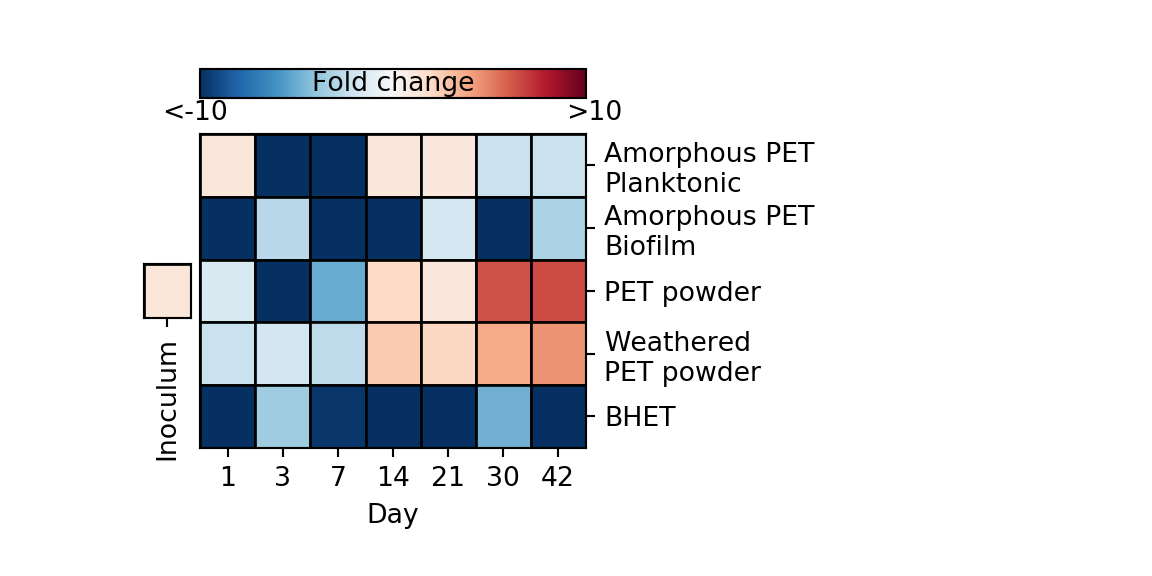 Fold change
<-10
>10
Amorphous PET
Planktonic
Amorphous PET
Biofilm
PET powder
Weathered
PET powder
BHET
Inoculum
1 3 7 14 21 30 42
Day